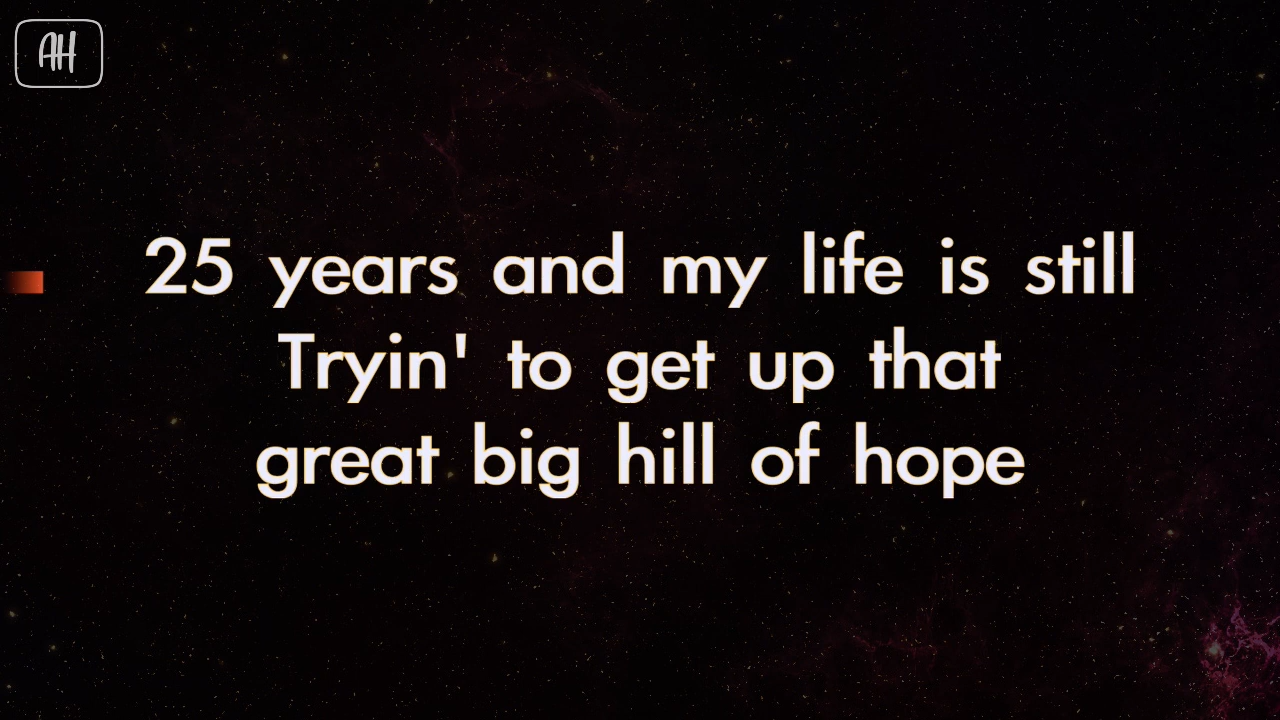 AH
25 years and my life is still
Tryin' to get up that
great big hill of hope